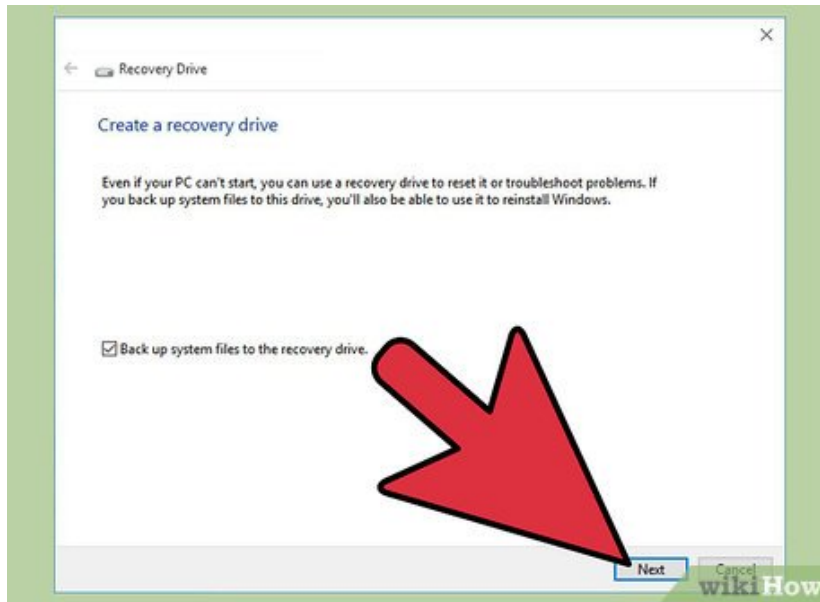 Recovery Drive
Create a recovery drive
Even if your PC can't start, you can use a recovery drive to reset it or troubleshoot problems. If
you back up system files to this drive, you'll also be able to use it to reinstall Windows.
Back up system files to the recovery drive.
Next
Cancel
wikiHow